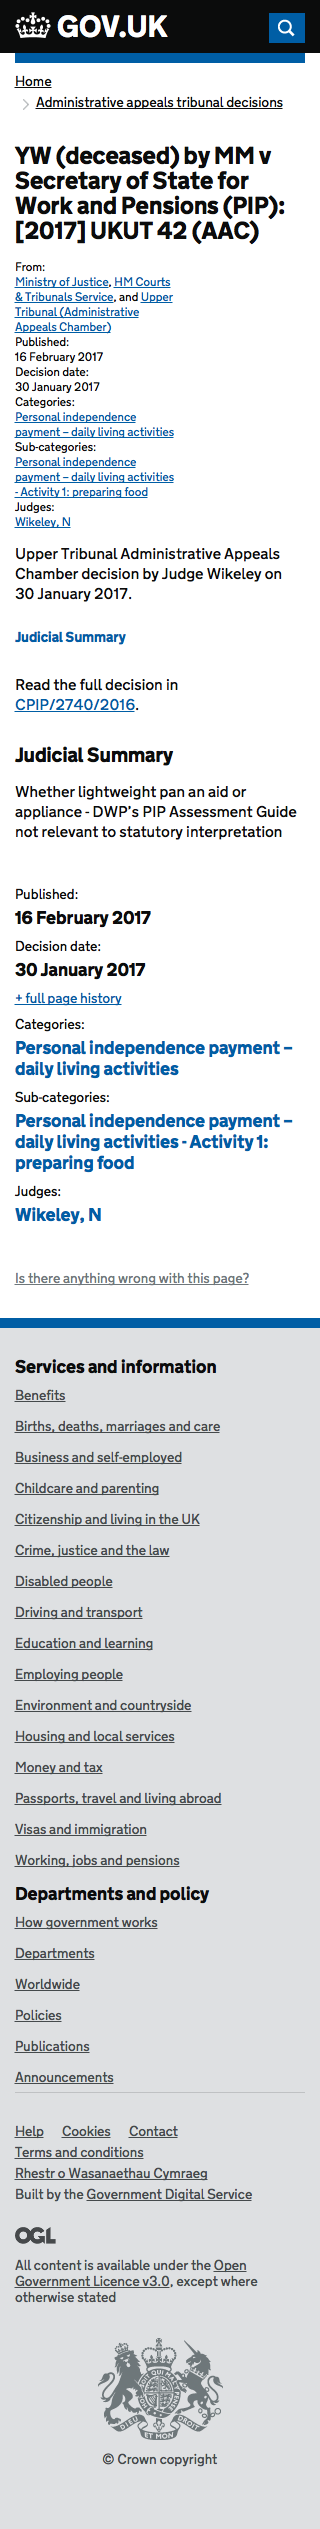 GOV.UK
Home
Administrative appeals tribunal decisions
YW (deceased) by MM v
Secretary of State for
Work and Pensions (PIP):
[2017] UKUT 42 (AAC)
From:
Ministry of Justice, HM Courts
& Tribunals Service, and Upper
Tribunal (Administrative
Appeals Chamber)
Published:
16 February 2017
Decision date:
30 January 2017
Categories:
Personal independence
payment – daily living activities
Sub-categories:
Personal independence
payment – daily living activities
- Activity 1: preparing food
Judges:
Wikeley, N
Upper Tribunal Administrative Appeals
Chamber decision by Judge Wikeley on
30 January 2017.
Judicial Summary
Read the full decision in
CPIP/2740/2016.
Judicial Summary
Whether lightweight pan an aid or
appliance - DWP’s PIP Assessment Guide
not relevant to statutory interpretation
Published:
16 February 2017
Decision date:
30 January 2017
+ full page history
Categories:
Personal independence payment –
daily living activities
Sub-categories:
Personal independence payment –
daily living activities - Activity 1:
preparing food
Judges:
Wikeley, N
Is there anything wrong with this page?
Services and information
Benefits
Births, deaths, marriages and care
Business and self-employed
Childcare and parenting
Citizenship and living in the UK
Crime, justice and the law
Disabled people
Driving and transport
Education and learning
Employing people
Environment and countryside
Housing and local services
Money and tax
Passports, travel and living abroad
Visas and immigration
Working, jobs and pensions
Departments and policy
How government works
Departments
Worldwide
Policies
Publications
Announcements
Help Cookies Contact
Terms and conditions
Rhestr o Wasanaethau Cymraeg
Built by the Government Digital Service
OGL
All content is available under the Open
Government Licence v3.0, except where
otherwise stated
DIEU ET MON DROIT
© Crown copyright